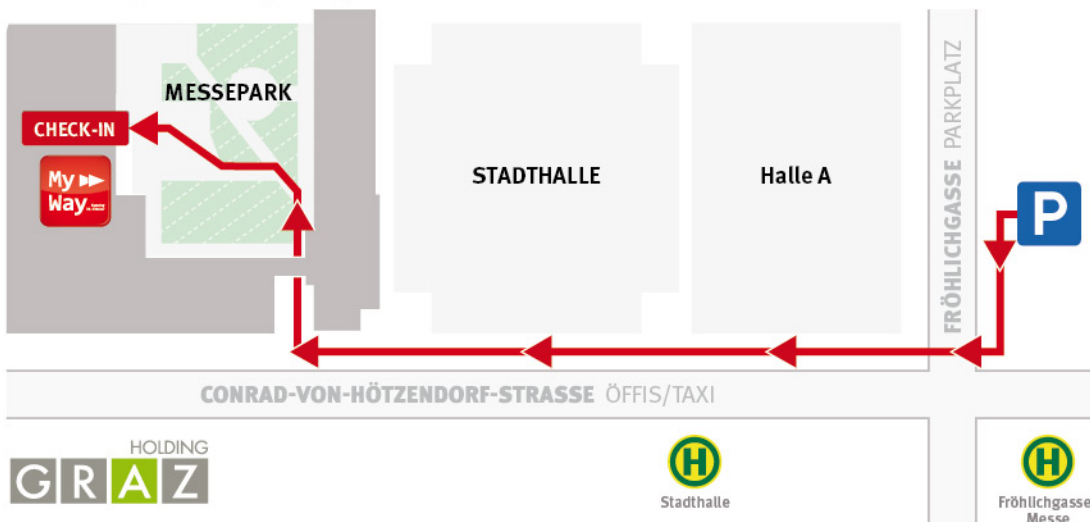 MESSEPARK
CHECK-IN
My
Way
STADTHALLE
Halle A
FRÖHLICHGASSE PARKPLATZ
P
CONRAD-VON-HÖTZENDORF-STRASSE ÖFFIS/TAXI
HOLDING
GRAZ
H
Stadthalle
H
Fröhlichgasse
Messe